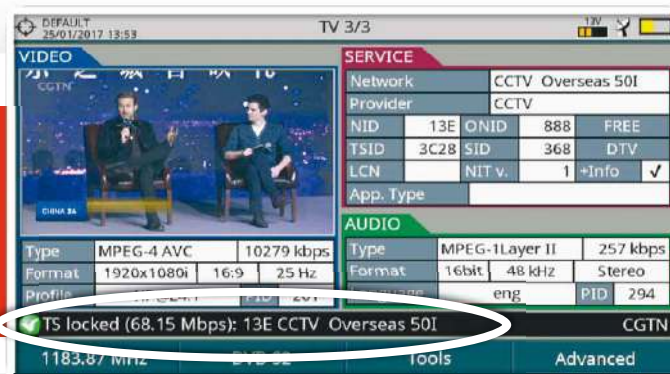 DEFAULT
25/01/2017 13:53
TV 3/3
13V
VIDEO
CGTN
CHINA 24
Type MPEG-4 AVC 10279 kbps
Format 1920x1080i 16:9 25 Hz
Profile PID
SERVICE
Network CCTV Overseas 50I
Provider CCTV
NID 13E ONID 888 FREE
TSID 3C28 SID 368 DTV
LCN NIT v. 1 +Info ✓
App. Type
AUDIO
Type MPEG-1Layer II 257 kbps
Format 16bit 48 kHz Stereo
eng PID 294
TS locked (68.15 Mbps): 13E CCTV Overseas 50I
CGTN
1183.87 MHz Tools Advanced